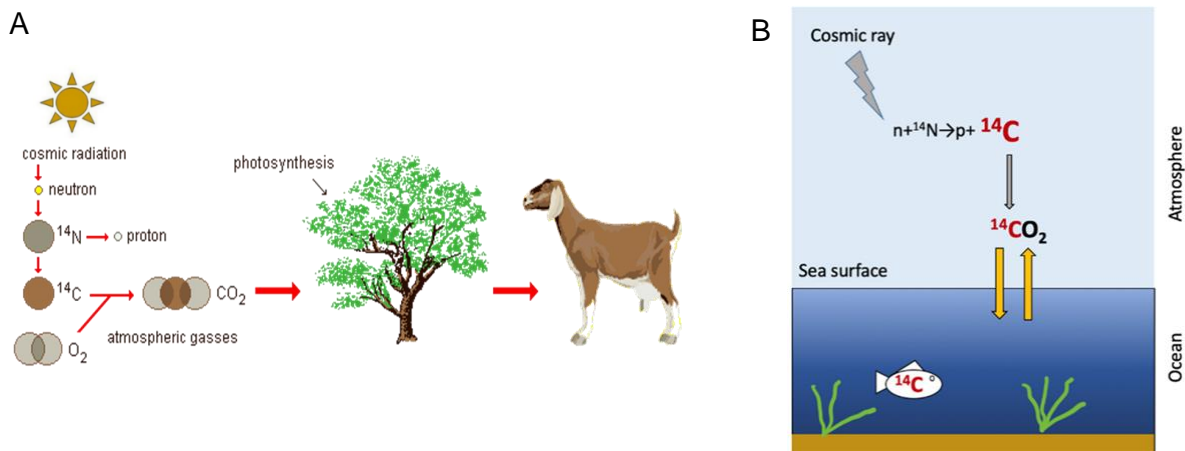 A
cosmic radiation
neutron
¹⁴N
proton
¹⁴C
CO₂
O₂
atmospheric gasses
photosynthesis
B
Cosmic ray
n+¹⁴N→p+ ¹⁴C
¹⁴CO₂
Sea surface
¹⁴C
Atmosphere
Ocean